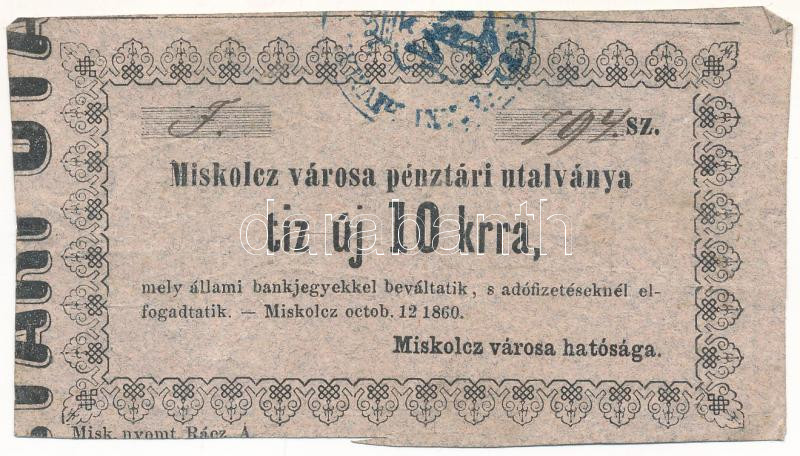 F.
794. sz.
Miskolcz városa pénztári utalványa
tiz új 10 krra,
mely állami bankjegyekkel beváltatik, s adófizetéseknél el-
fogadtatik. — Miskolcz octob. 12 1860.
Miskolcz városa hatósága.
Misk. nyomt. Rácz Á.
darabanth